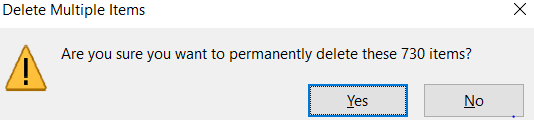 Delete Multiple Items
Are you sure you want to permanently delete these 730 items?
Yes
No